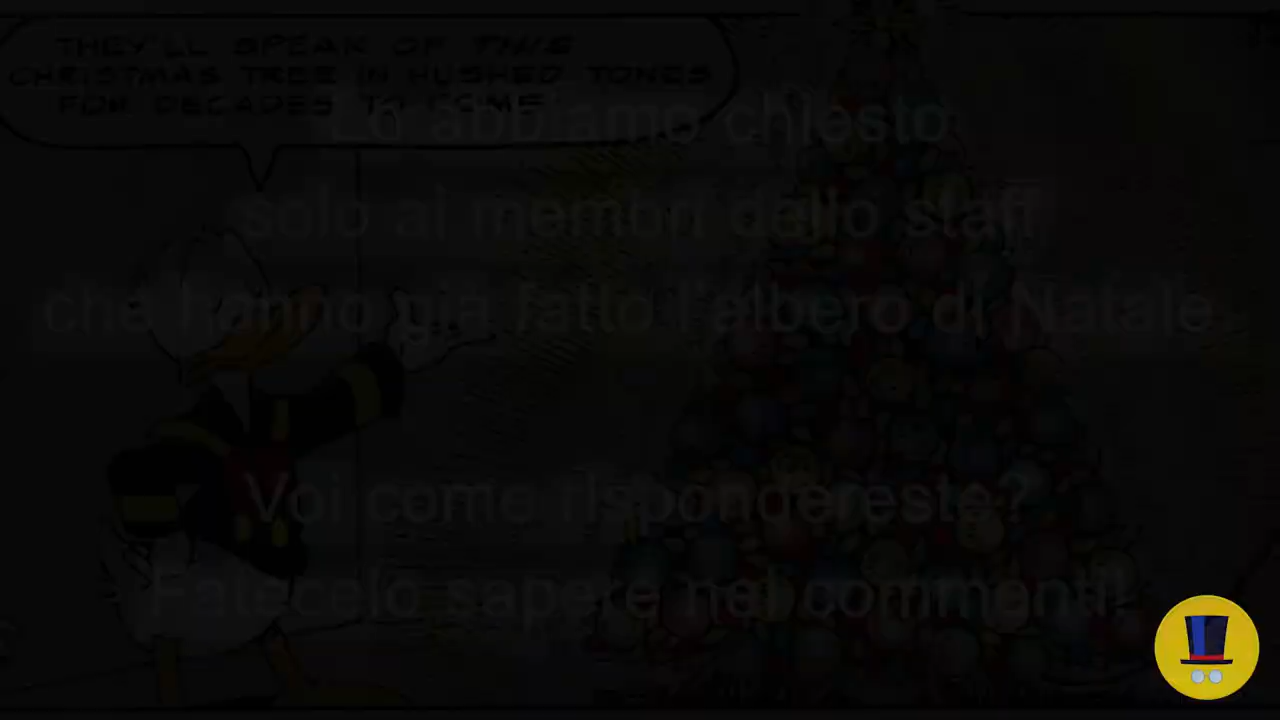 THEY'LL SPEAK OF THIS
CHRISTMAS TREE IN HUSHED TONES
FOR DECADES TO COME
Lo abbiamo chiesto
solo ai membri dello staff
che hanno già fatto l'albero di Natale
Voi come rispondereste?
Fatecelo sapere nei commenti!